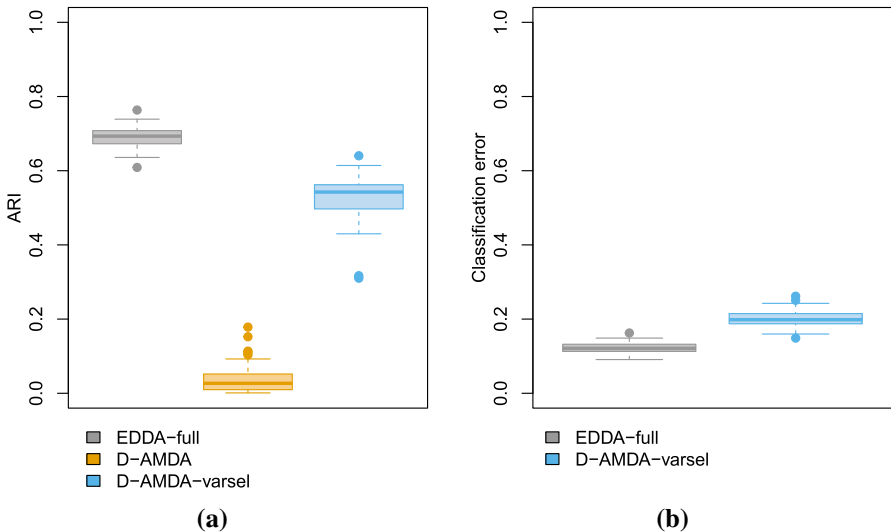 1.0
0.8
0.6
0.4
0.2
0.0
ARI
EDDA−full
D−AMDA
D−AMDA−varsel
(a)
1.0
0.8
0.6
0.4
0.2
0.0
Classification error
EDDA−full
D−AMDA−varsel
(b)